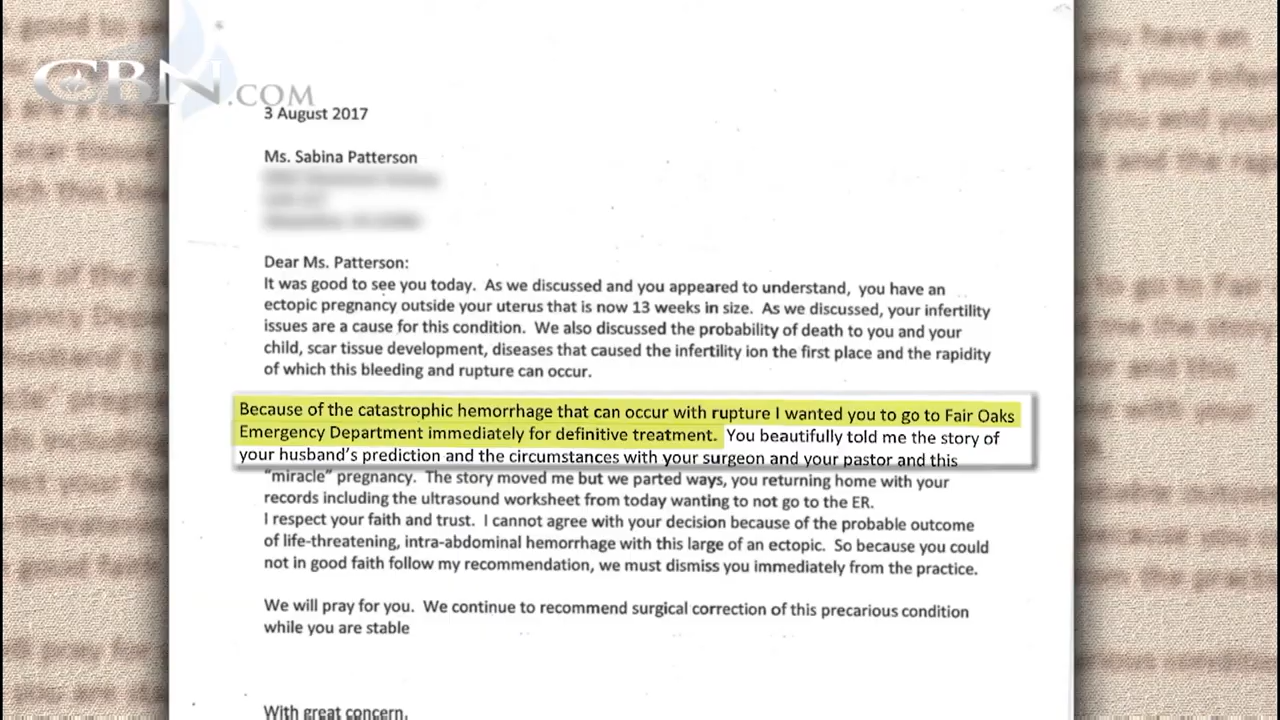 CBN.COM
3 August 2017
Ms. Sabina Patterson
Dear Ms. Patterson:
It was good to see you today. As we discussed and you appeared to understand, you have an
ectopic pregnancy outside your uterus that is now 13 weeks in size. As we discussed, your infertility
issues are a cause for this condition. We also discussed the probability of death to you and your
child, scar tissue development, diseases that caused the infertility ion the first place and the rapidity
of which this bleeding and rupture can occur.
Because of the catastrophic hemorrhage that can occur with rupture I wanted you to go to Fair Oaks
Emergency Department immediately for definitive treatment. You beautifully told me the story of
your husband's prediction and the circumstances with your surgeon and your pastor and this
"miracle" pregnancy. The story moved me but we parted ways, you returning home with your
records including the ultrasound worksheet from today wanting to not go to the ER.
I respect your faith and trust. I cannot agree with your decision because of the probable outcome
of life-threatening, intra-abdominal hemorrhage with this large of an ectopic. So because you could
not in good faith follow my recommendation, we must dismiss you immediately from the practice.
We will pray for you. We continue to recommend surgical correction of this precarious condition
while you are stable
With great concern,